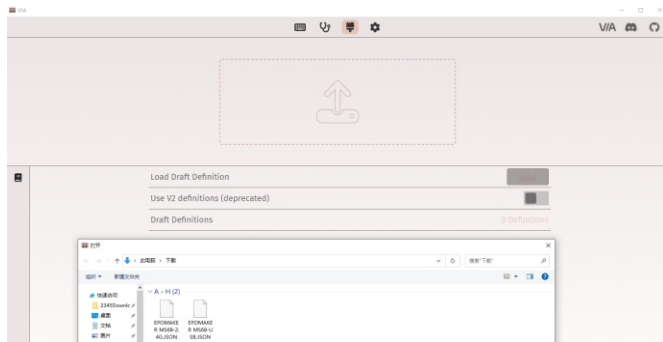 VIA
VIA
Load Draft Definition
Load
Use V2 definitions (deprecated)
Draft Definitions
0 Definitions
打开
此电脑 › 下载
搜索"下载"
组织
新建文件夹
快速访问
A – H (2)
2345Downlc
桌面
文档
图片
EPOMAKE
R MS68-2.
4G.JSON
EPOMAKE
R MS68-U
SB.JSON